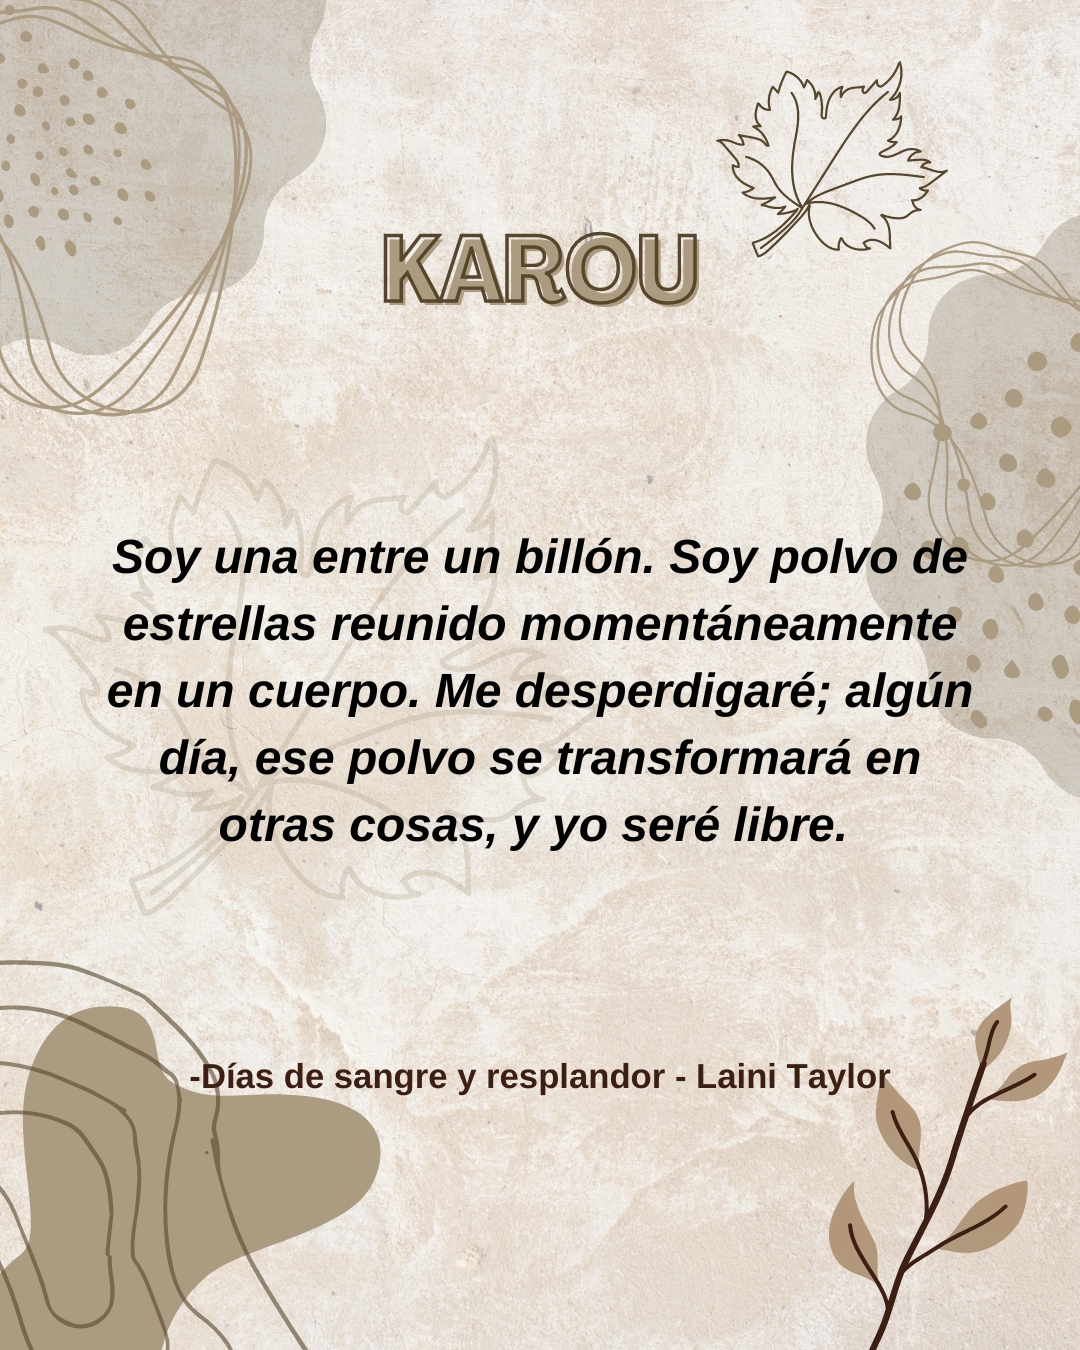 KAROU
Soy una entre un billón. Soy polvo de
estrellas reunido momentáneamente
en un cuerpo. Me desperdigaré; algún
día, ese polvo se transformará en
otras cosas, y yo seré libre.
-Días de sangre y resplandor - Laini Taylor